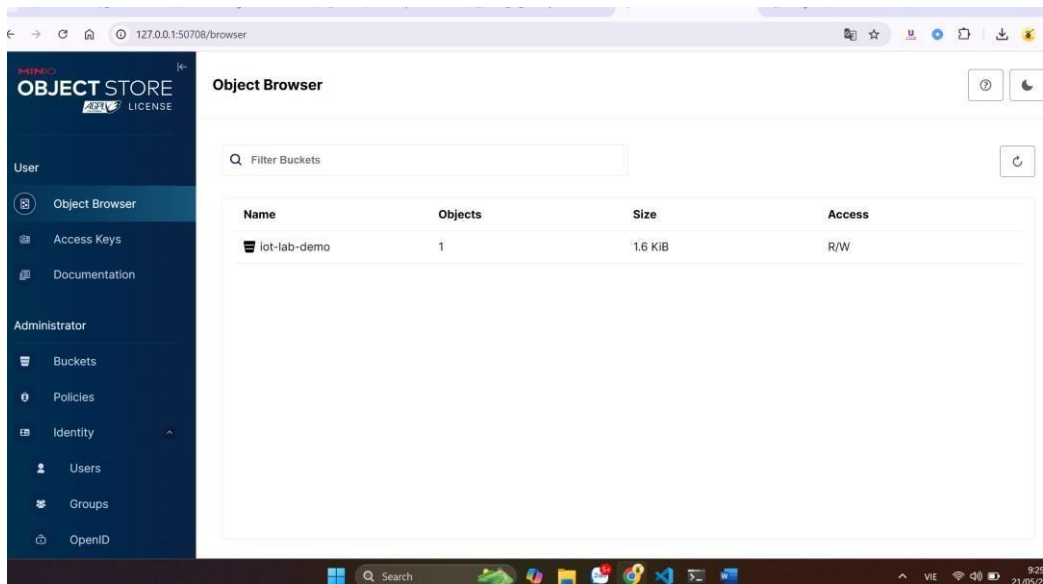 127.0.0.1:50708/browser
MINIO
OBJECT STORE
AGPLv3 LICENSE
User
Object Browser
Access Keys
Documentation
Administrator
Buckets
Policies
Identity
Users
Groups
OpenID
Object Browser
Filter Buckets
Name Objects Size Access
iot-lab-demo 1 1.6 KiB R/W
Search
VIE